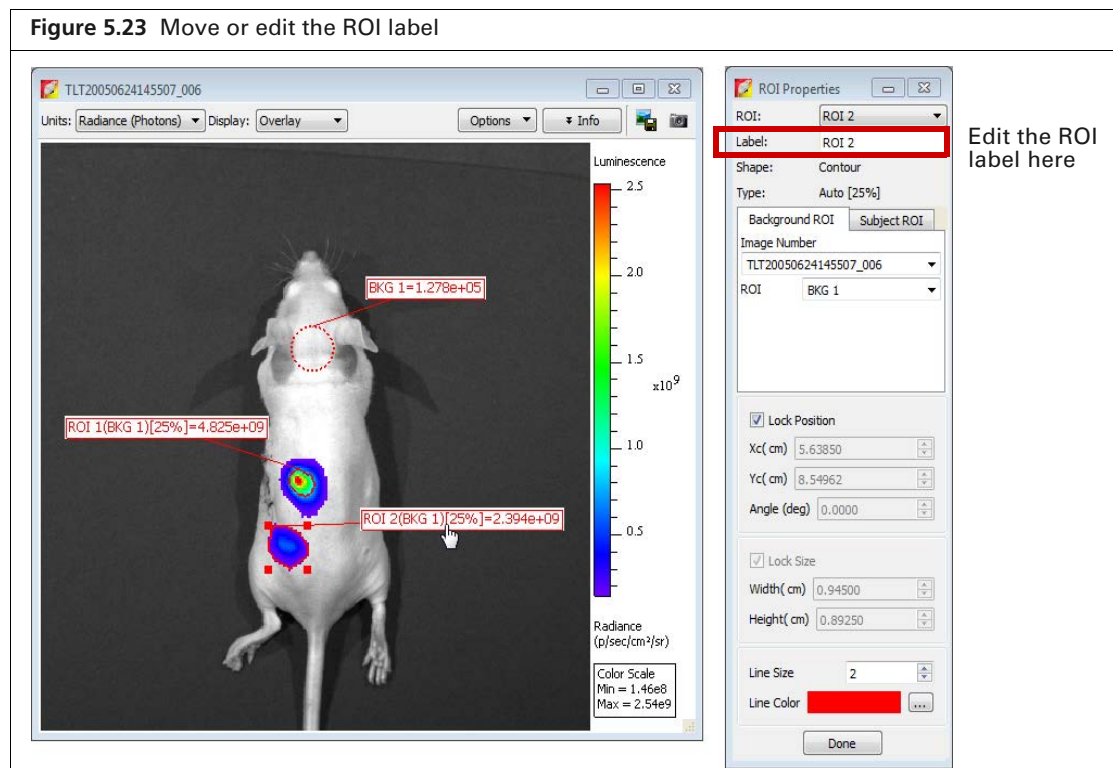 Figure 5.23 Move or edit the ROI label
TLT20050624145507_006
Units: Radiance (Photons) Display: Overlay Options Info
Luminescence
2.5
2.0
1.5
x10⁹
1.0
0.5
BKG 1=1.278e+05
ROI 1(BKG 1)[25%]=4.825e+09
ROI 2(BKG 1)[25%]=2.394e+09
Radiance
(p/sec/cm²/sr)
Color Scale
Min = 1.46e8
Max = 2.54e9
ROI Properties
ROI: ROI 2
Label: ROI 2
Shape: Contour
Type: Auto [25%]
Background ROI Subject ROI
Image Number
TLT20050624145507_006
ROI BKG 1
Lock Position
Xc( cm) 5.63850
Yc( cm) 8.54962
Angle (deg) 0.0000
Lock Size
Width( cm) 0.94500
Height( cm) 0.89250
Line Size 2
Line Color ...
Done
Edit the ROI
label here